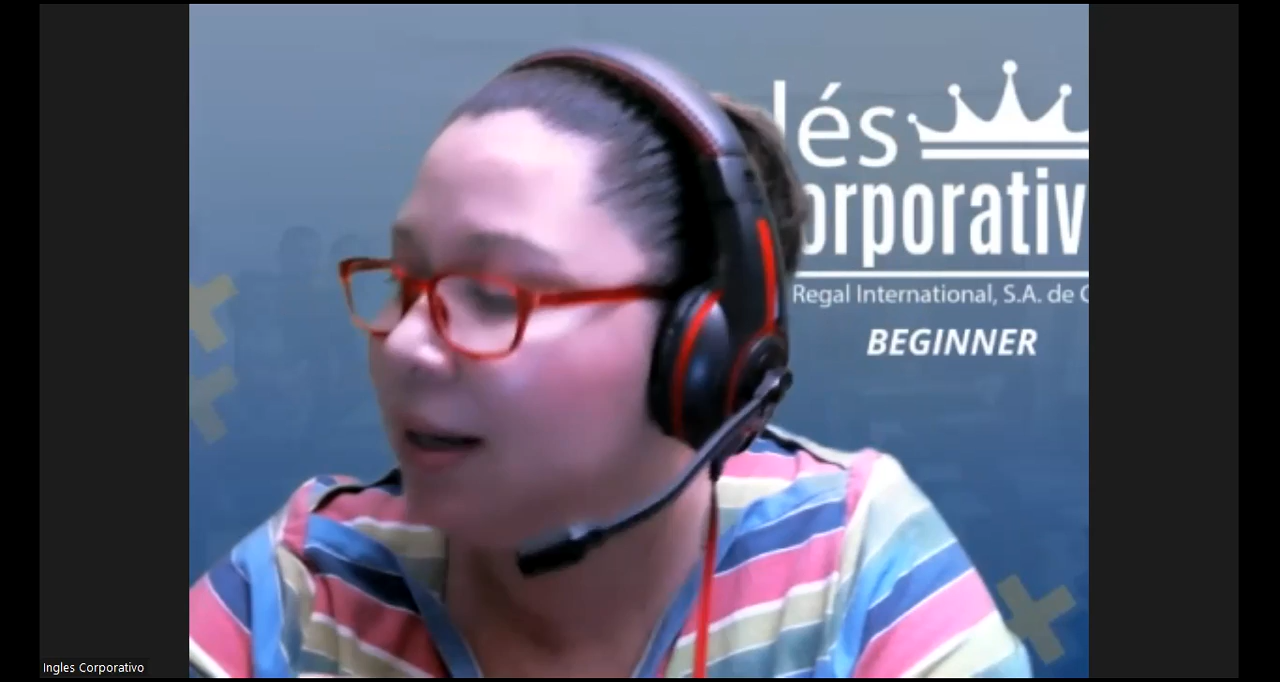 lés
orporativ
Regal International, S.A. de C
BEGINNER
Ingles Corporativo